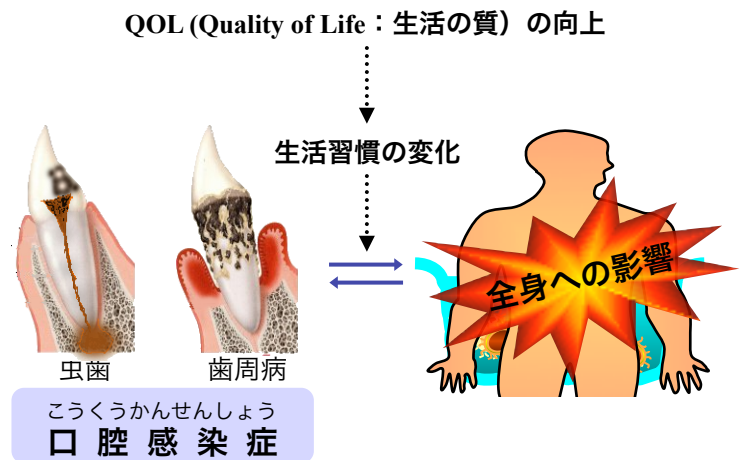 QOL (Quality of Life：生活の質）の向上
生活習慣の変化
全身への影響
虫歯
歯周病
こうくうかんせんしょう
口腔感染症